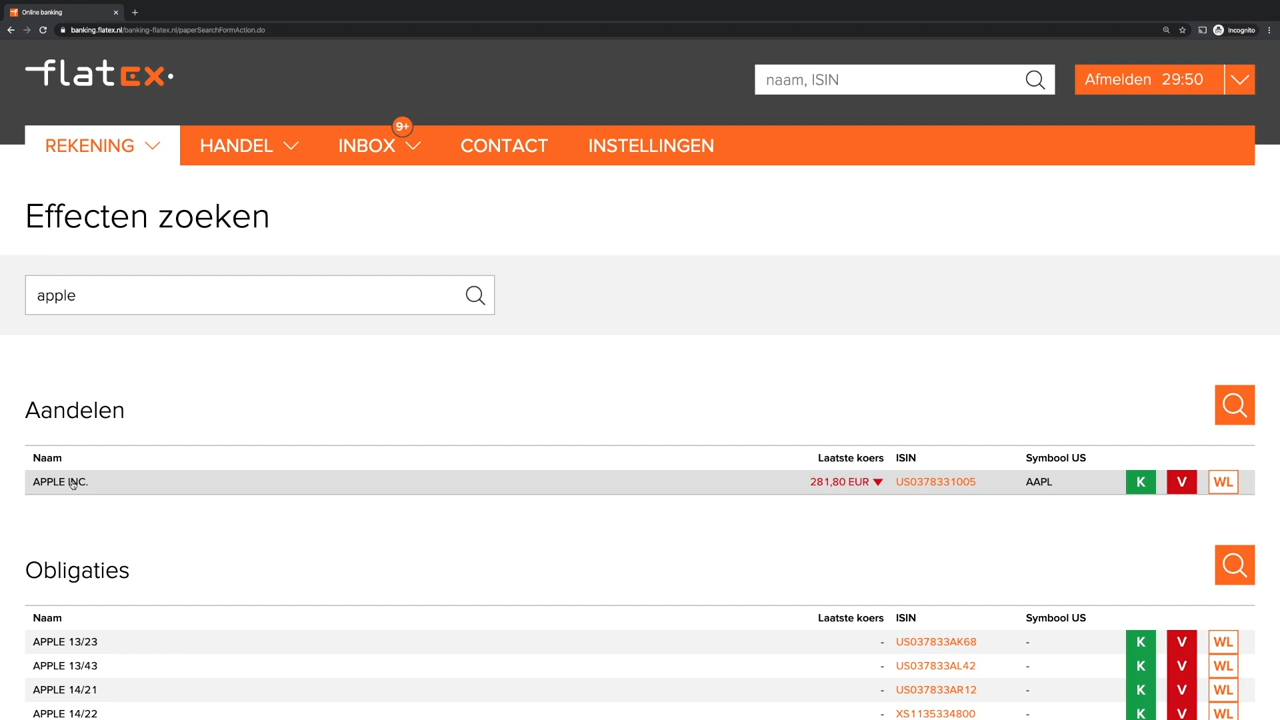 Online banking
banking.flatex.nl/banking-flatex.nl/paperSearchFormAction.do
Incognito
flatex
naam, ISIN
Afmelden 29:50
9+
REKENING HANDEL INBOX CONTACT INSTELLINGEN
Effecten zoeken
apple
Aandelen
Naam Laatste koers ISIN Symbool US
APPLE INC. 281,80 EUR US0378331005 AAPL K V WL
Obligaties
Naam Laatste koers ISIN Symbool US
APPLE 13/23 - US037833AK68 - K V WL
APPLE 13/43 - US037833AL42 - K V WL
APPLE 14/21 - US037833AR12 - K V WL
APPLE 14/22 - XS1135334800 - K V WL